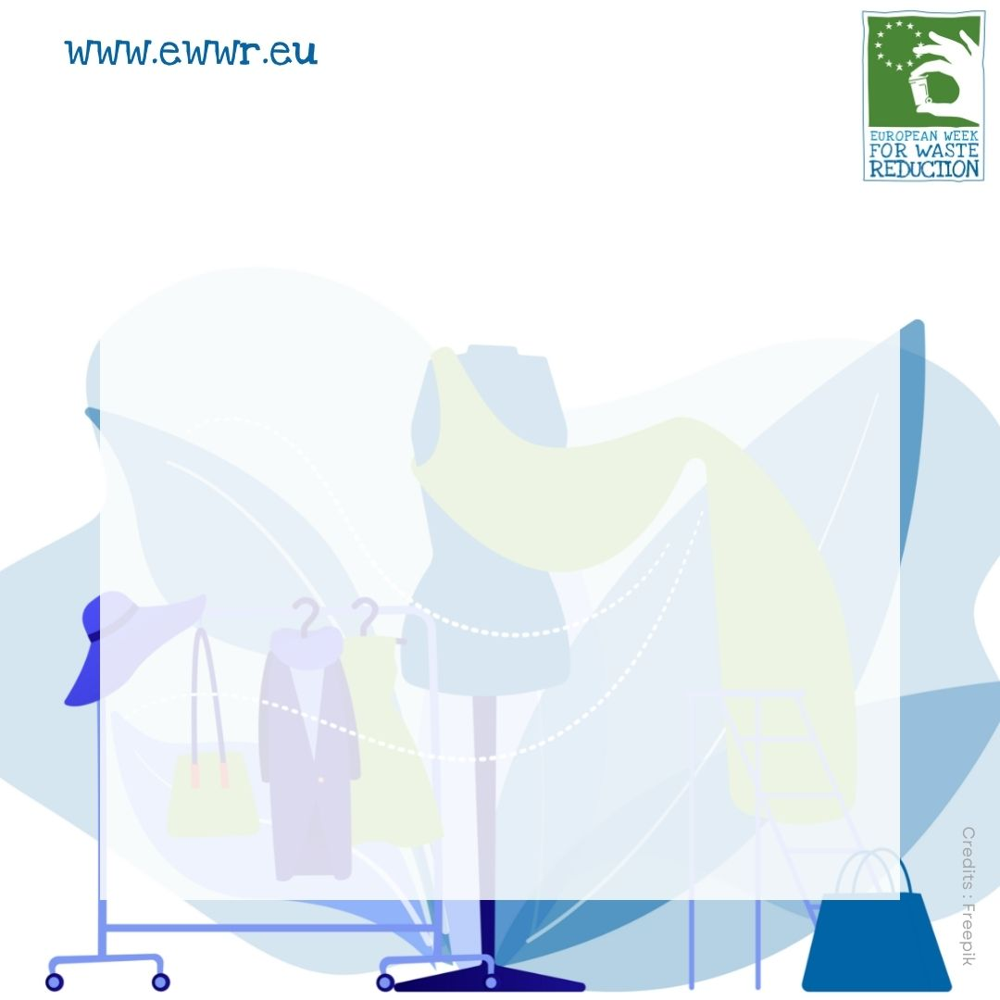 www.ewwr.eu
EUROPEAN WEEK
FOR WASTE
REDUCTION
Credits : Freepik